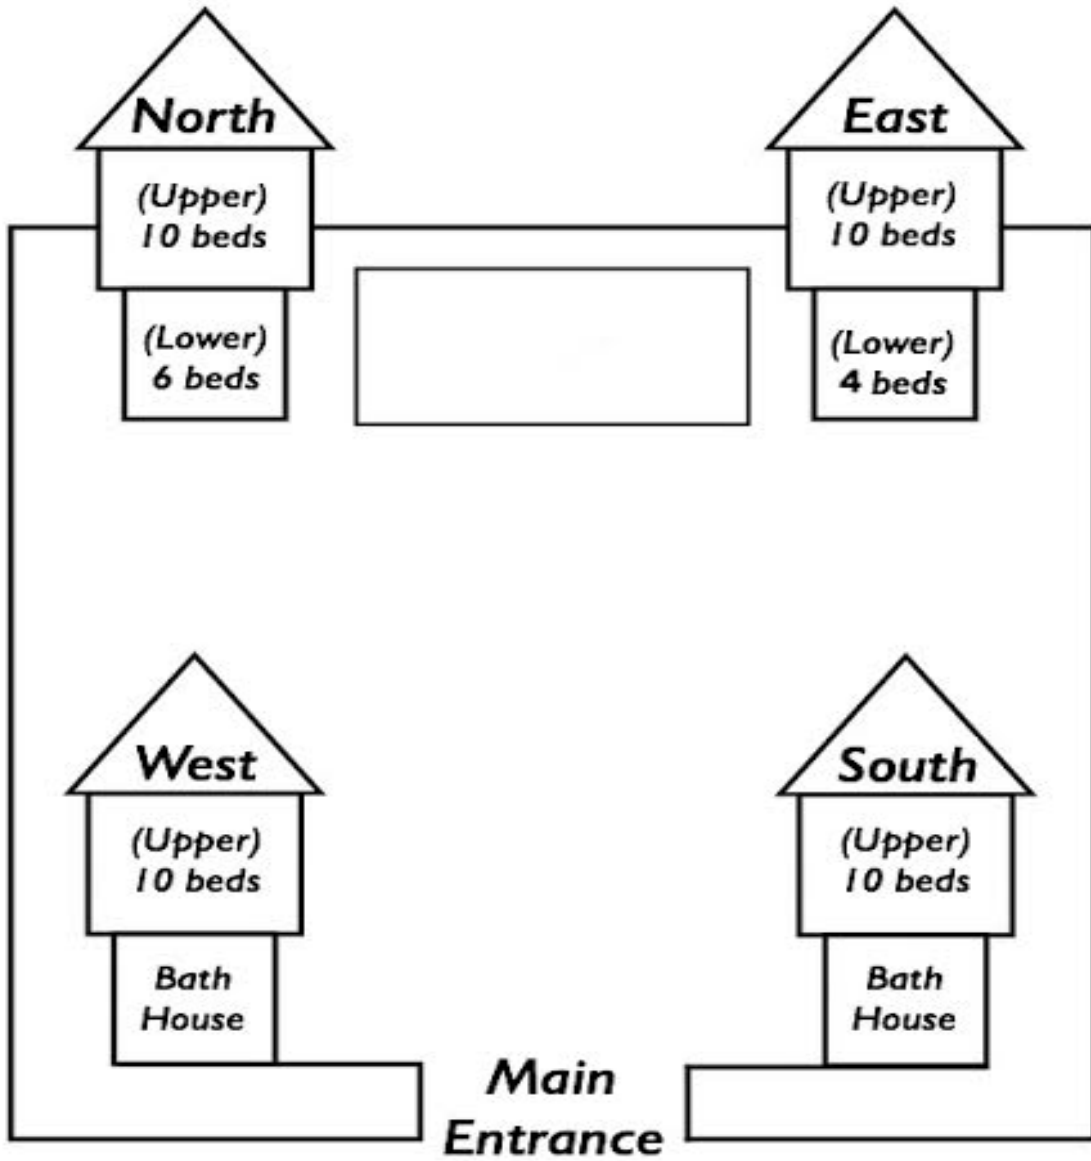 North
(Upper)
10 beds
(Lower)
6 beds
East
(Upper)
10 beds
(Lower)
4 beds
West
(Upper)
10 beds
Bath
House
South
(Upper)
10 beds
Bath
House
Main
Entrance